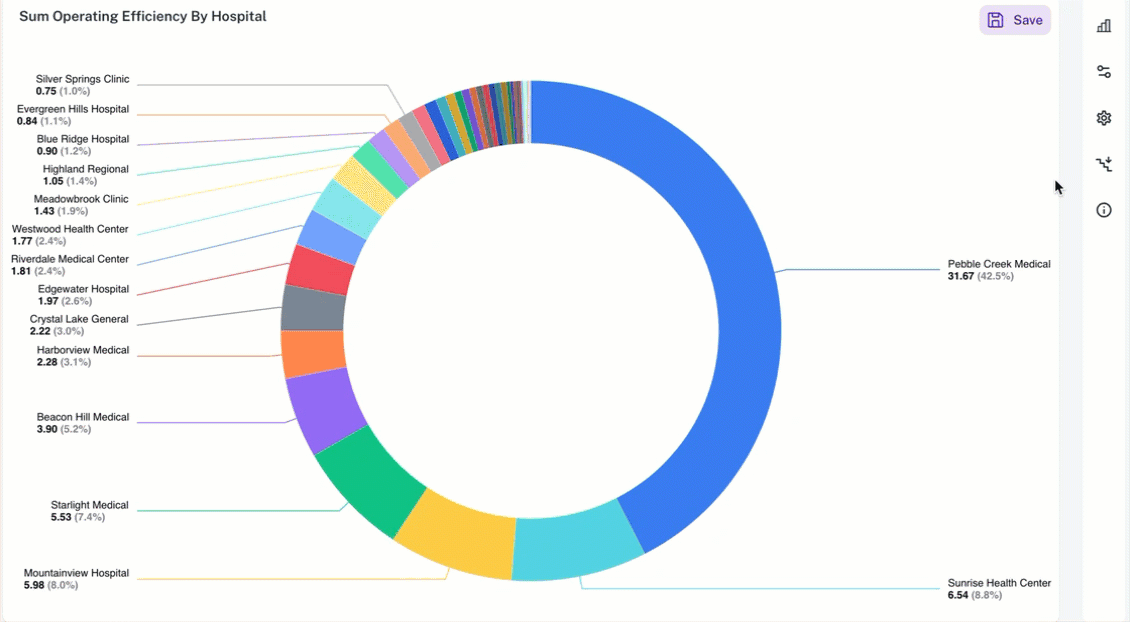 Sum Operating Efficiency By Hospital
Save
Silver Springs Clinic
0.75 (1.0%)
Evergreen Hills Hospital
0.84 (1.1%)
Blue Ridge Hospital
0.90 (1.2%)
Highland Regional
1.05 (1.4%)
Meadowbrook Clinic
1.43 (1.9%)
Westwood Health Center
1.77 (2.4%)
Riverdale Medical Center
1.81 (2.4%)
Edgewater Hospital
1.97 (2.6%)
Crystal Lake General
2.22 (3.0%)
Harborview Medical
2.28 (3.1%)
Beacon Hill Medical
3.90 (5.2%)
Starlight Medical
5.53 (7.4%)
Mountainview Hospital
5.98 (8.0%)
Pebble Creek Medical
31.67 (42.5%)
Sunrise Health Center
6.54 (8.8%)